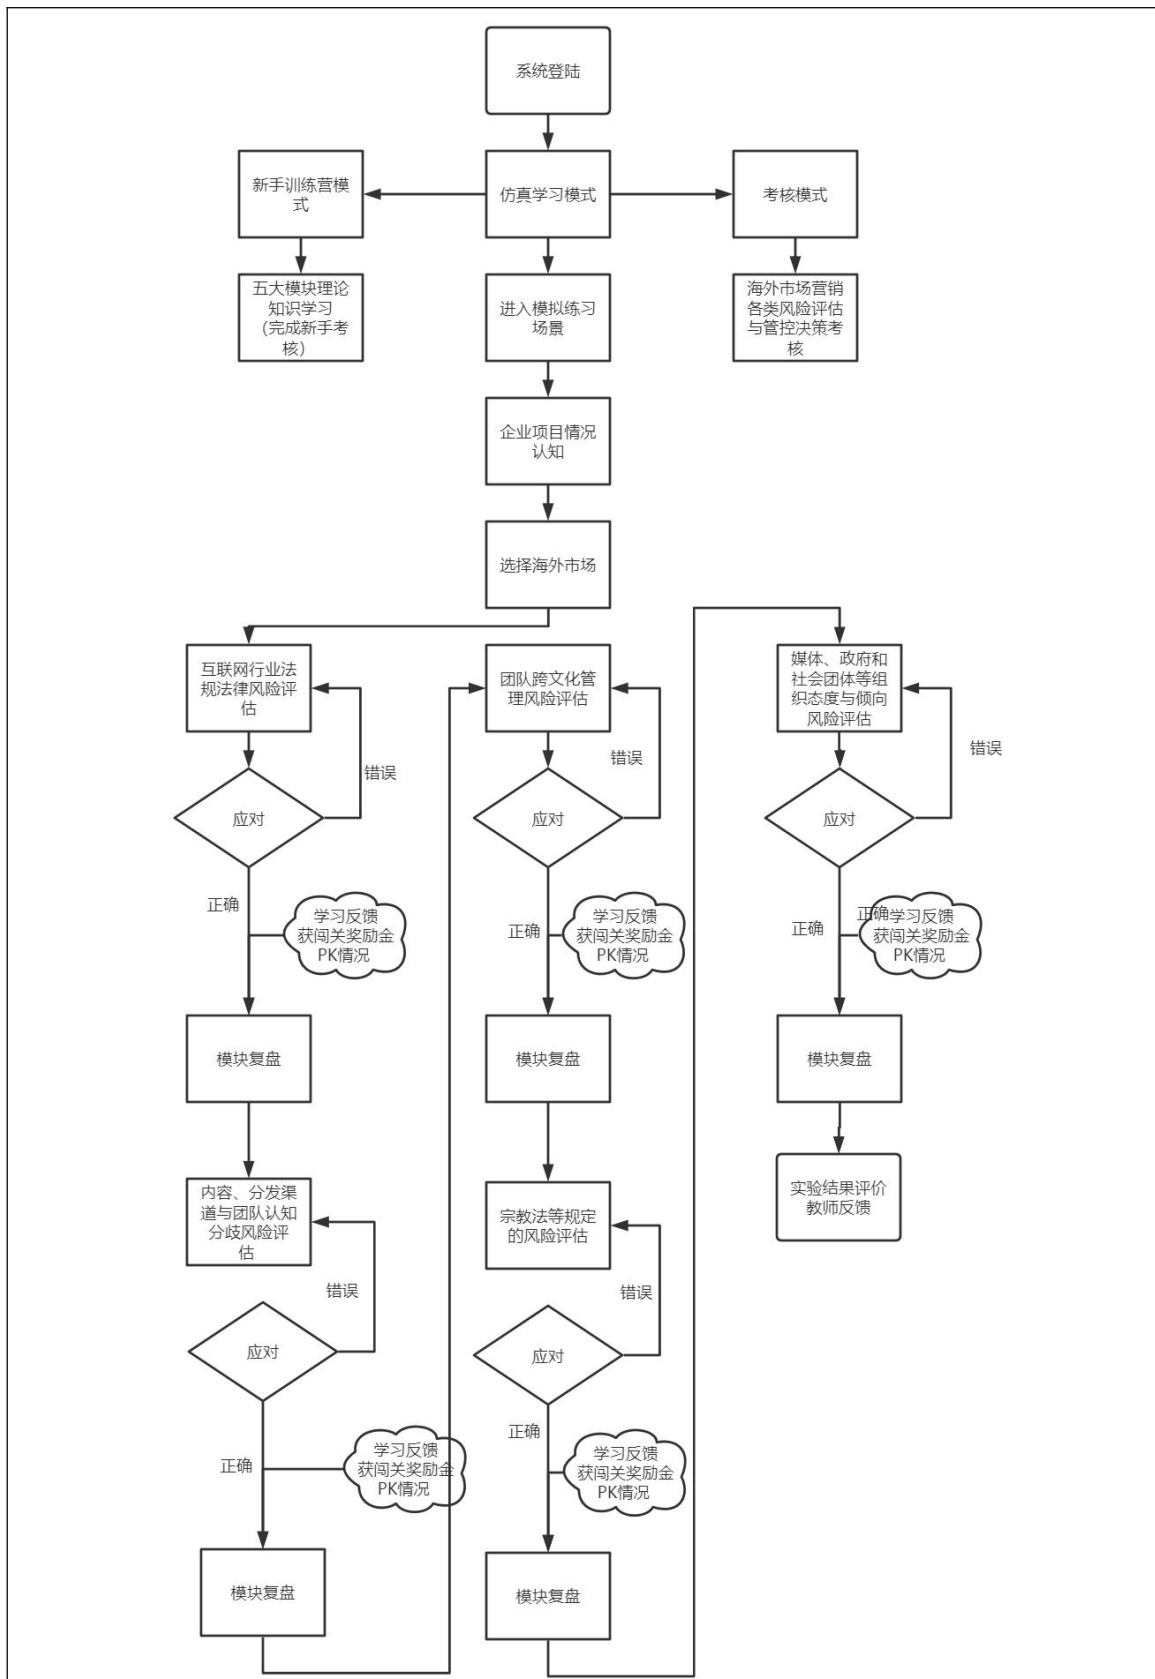 系统登陆
新手训练营模
式
仿真学习模式
考核模式
五大模块理论
知识学习
（完成新手考
核）
进入模拟练习
场景
海外市场营销
各类风险评估
与管控决策考
核
企业项目情况
认知
选择海外市场
互联网行业法
规法律风险评
估
错误
应对
正确
学习反馈
获闯关奖励金
PK情况
模块复盘
内容、分发渠
道与团队认知
分歧风险评
估
错误
应对
正确
学习反馈
获闯关奖励金
PK情况
模块复盘
团队跨文化管
理风险评估
错误
应对
正确
学习反馈
获闯关奖励金
PK情况
模块复盘
宗教法等规定
的风险评估
错误
应对
正确
学习反馈
获闯关奖励金
PK情况
模块复盘
媒体、政府和
社会团体等组
织态度与倾向
风险评估
错误
应对
正确
正确
学习反馈
获闯关奖励金
PK情况
模块复盘
实验结果评价
教师反馈